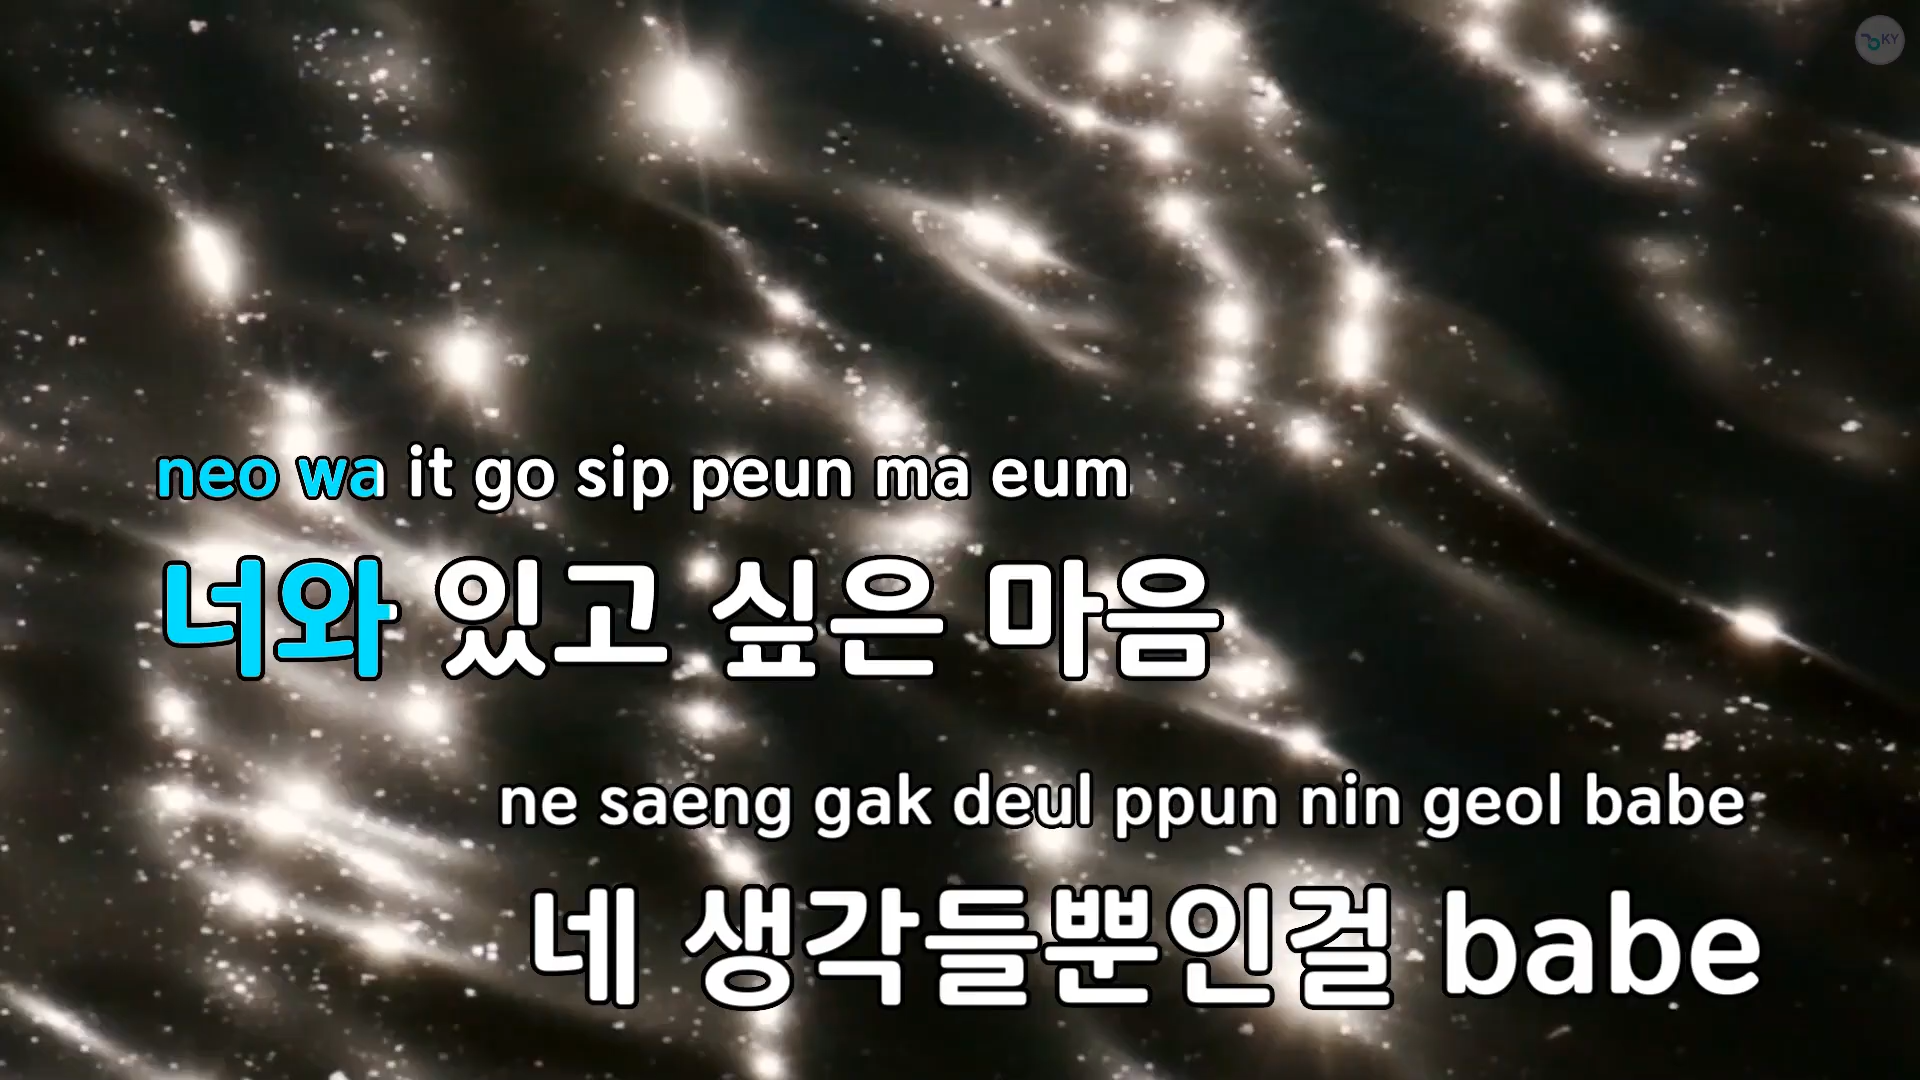 KY
neo wa it go sip peun ma eum
너와 있고 싶은 마음
ne saeng gak deul ppun nin geol babe
네 생각들뿐인걸 babe